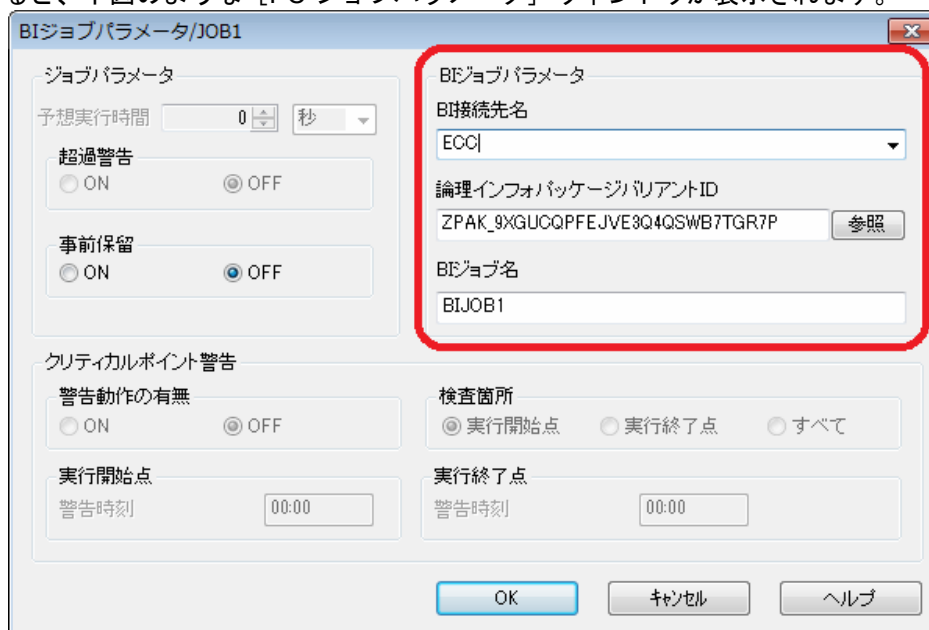 BIジョブパラメータ/JOB1
ジョブパラメータ
予想実行時間 0 秒
超過警告
ON OFF
事前保留
ON OFF
BIジョブパラメータ
BI接続先名
ECC
論理インフォパッケージバリアントID
ZPAK_9XGUCQPFEJVE3Q4QSWB7TGR7P 参照
BIジョブ名
BIJOB1
クリティカルポイント警告
警告動作の有無
ON OFF
検査箇所
実行開始点 実行終了点 すべて
実行開始点
警告時刻 00:00
実行終了点
警告時刻 00:00
OK キャンセル ヘルプ